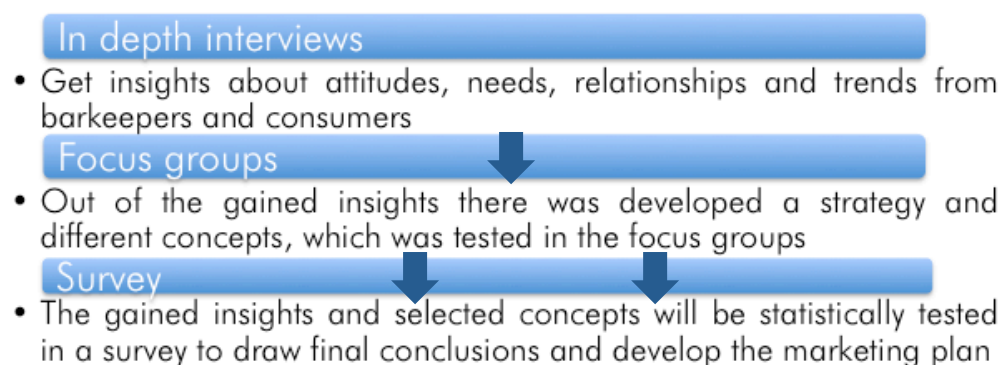 In depth interviews
• Get insights about attitudes, needs, relationships and trends from
barkeepers and consumers
Focus groups
• Out of the gained insights there was developed a strategy and
different concepts, which was tested in the focus groups
Survey
• The gained insights and selected concepts will be statistically tested
in a survey to draw final conclusions and develop the marketing plan